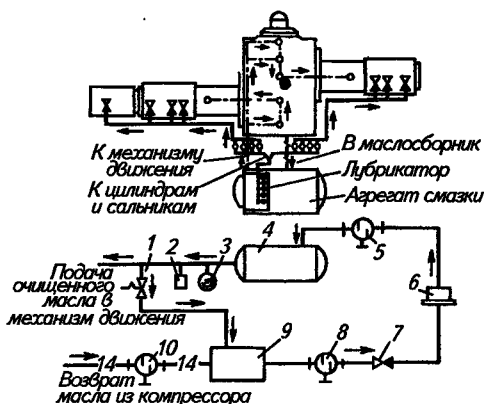 К механизму
движения
К цилиндрам
и сальникам
В маслосборник
Лубрикатор
Агрегат смазки
1
2
3
4
5
Подача
очищенного
масла в
механизм движения
6
14
10
14
9
8
7
Возврат
масла из компрессора